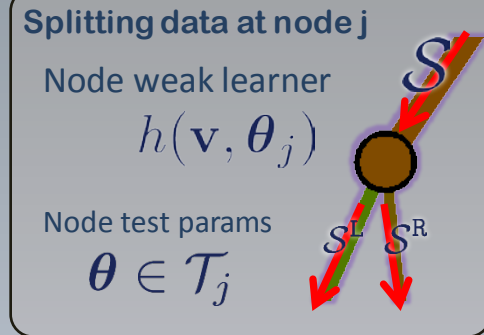 Splitting data at node j
S
Node weak learner
h(v, θ_j)
Node test params
S^L S^R
θ ∈ T_j